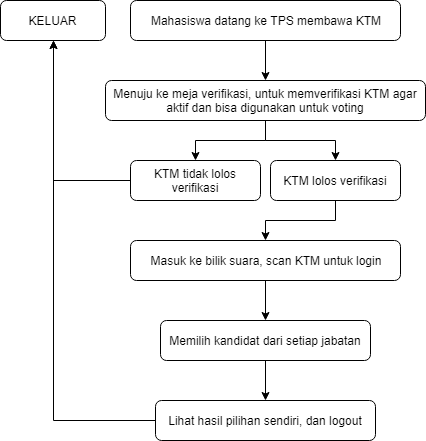 KELUAR
Mahasiswa datang ke TPS membawa KTM
Menuju ke meja verifikasi, untuk memverifikasi KTM agar
aktif dan bisa digunakan untuk voting
KTM tidak lolos
verifikasi
KTM lolos verifikasi
Masuk ke bilik suara, scan KTM untuk login
Memilih kandidat dari setiap jabatan
Lihat hasil pilihan sendiri, dan logout